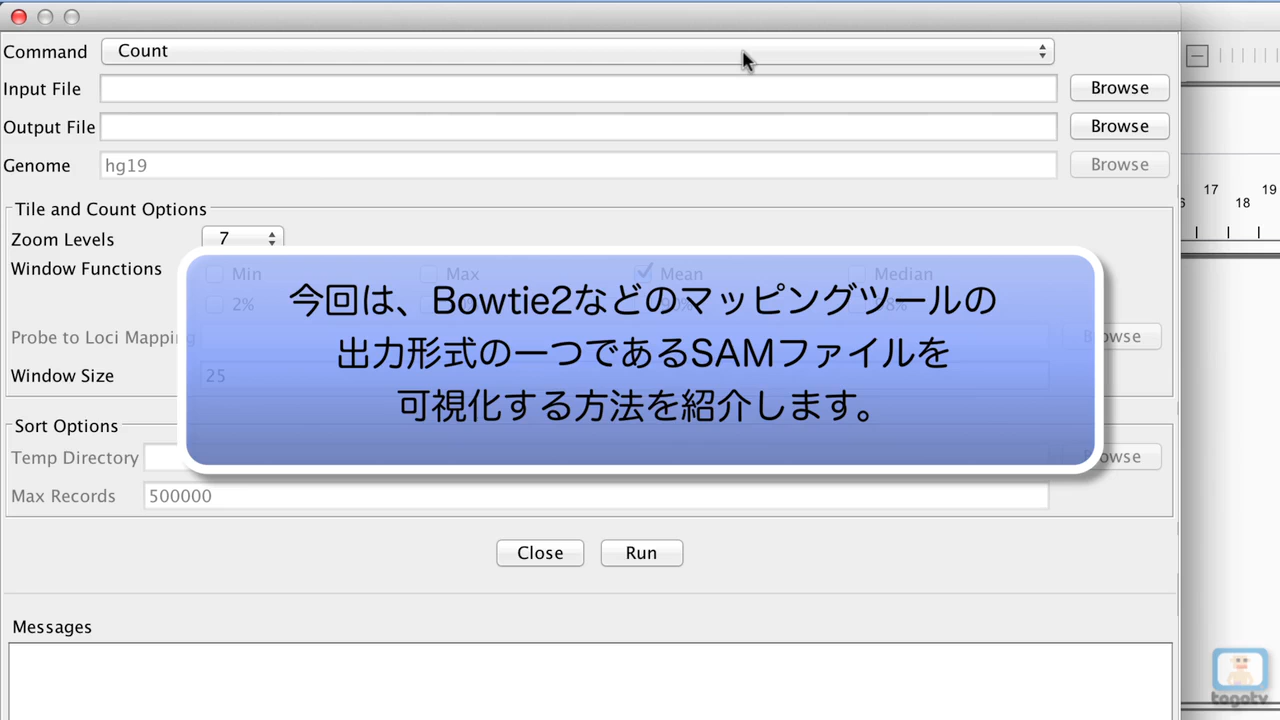 Command Count
Input File Browse
Output File Browse
Genome hg19 Browse
17 19
18
Tile and Count Options
Zoom Levels 7
Window Functions Min Max Mean Median
2%
今回は、Bowtie2などのマッピングツールの
出力形式の一つであるSAMファイルを
可視化する方法を紹介します。
Probe to Loci Mapping
Window Size 25
Sort Options
Temp Directory
Max Records 500000
Close Run
Messages
togotv